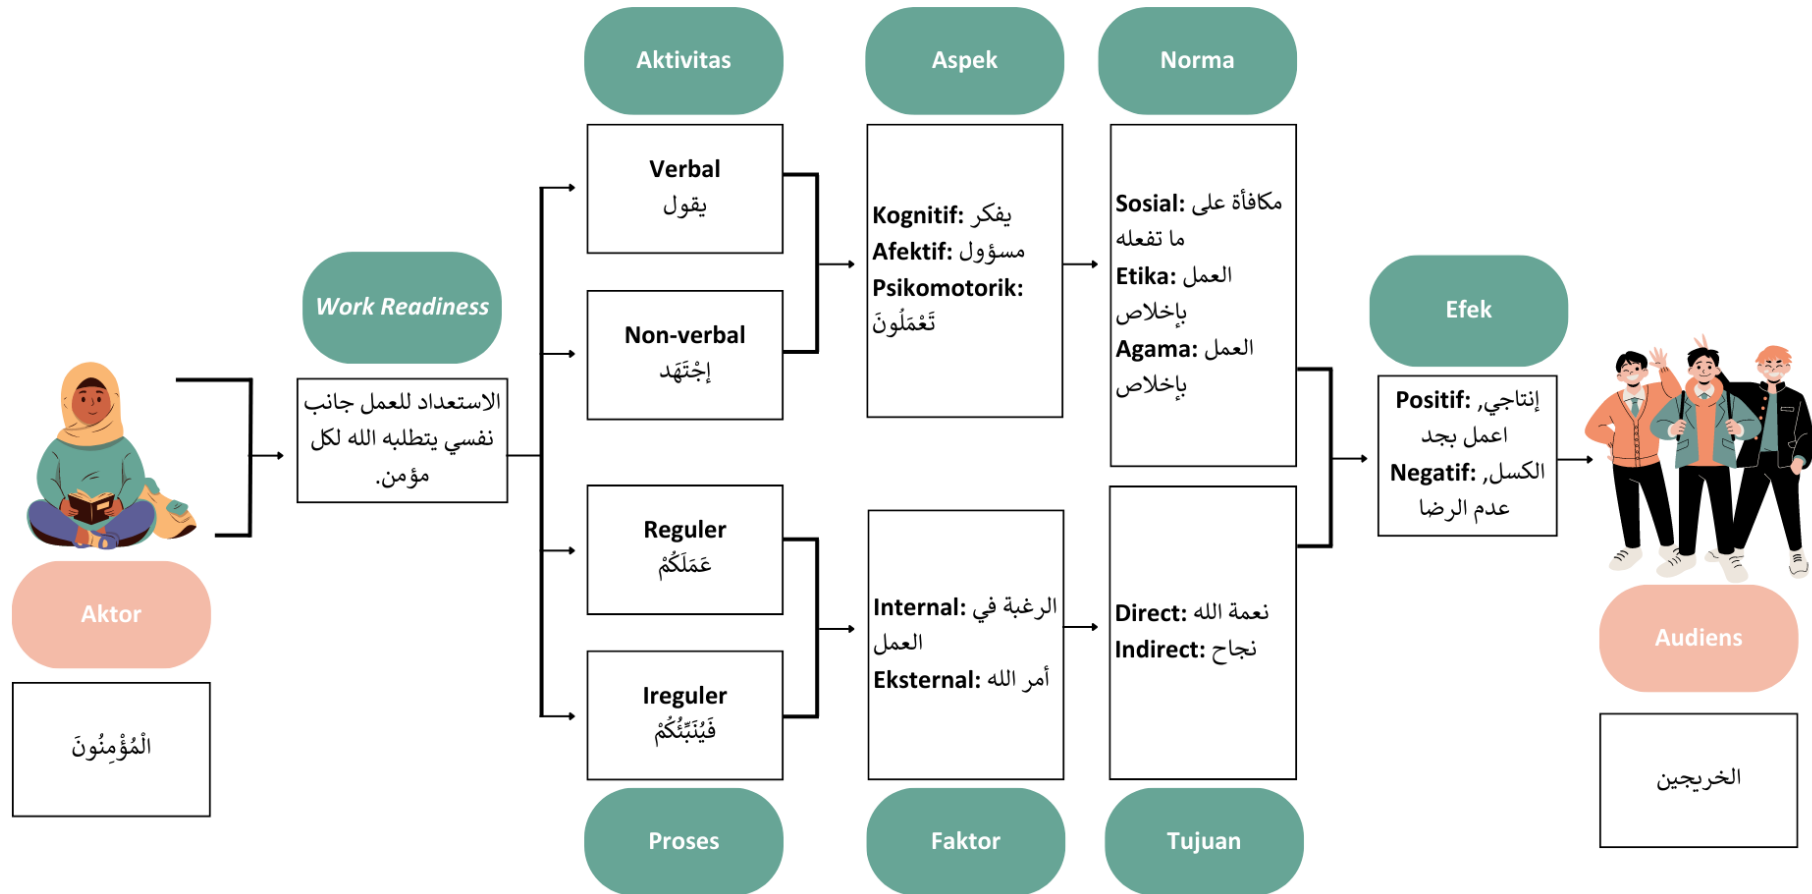 Aktivitas
Aspek
Norma
Verbal
يقول
Non-verbal
إجْتَهَد
Kognitif: يفكر
Afektif: مسؤول
Psikomotorik:
تَعْمَلُونَ
Sosial: مكافأة على
ما تفعله
Etika: العمل
بإخلاص
Agama: العمل
بإخلاص
Work Readiness
الاستعداد للعمل جانب
نفسي يتطلبه الله لكل
مؤمن.
Efek
Positif: إنتاجي,
اعمل بجد
Negatif: الكسل,
عدم الرضا
Reguler
عَمَلَكُمْ
Ireguler
فَيُنَبِّئُكُمْ
Internal: الرغبة في
العمل
Eksternal: أمر الله
Direct: نعمة الله
Indirect: نجاح
Aktor
الْمُؤْمِنُونَ
Audiens
الخريجين
Proses
Faktor
Tujuan